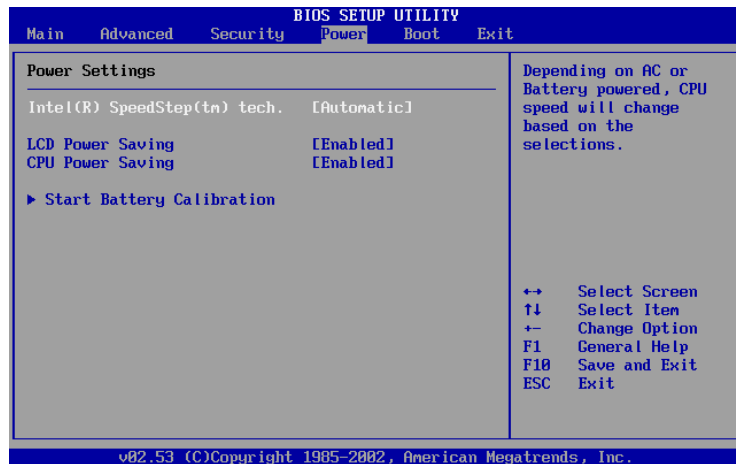 BIOS SETUP UTILITY
Main Advanced Security Power Boot Exit
Power Settings
Intel(R) SpeedStep(tm) tech. [Automatic]
LCD Power Saving [Enabled]
CPU Power Saving [Enabled]
▶ Start Battery Calibration
Depending on AC or
Battery powered, CPU
speed will change
based on the
selections.
←→ Select Screen
↑↓ Select Item
+- Change Option
F1 General Help
F10 Save and Exit
ESC Exit
v02.53 (C)Copyright 1985-2002, American Megatrends, Inc.